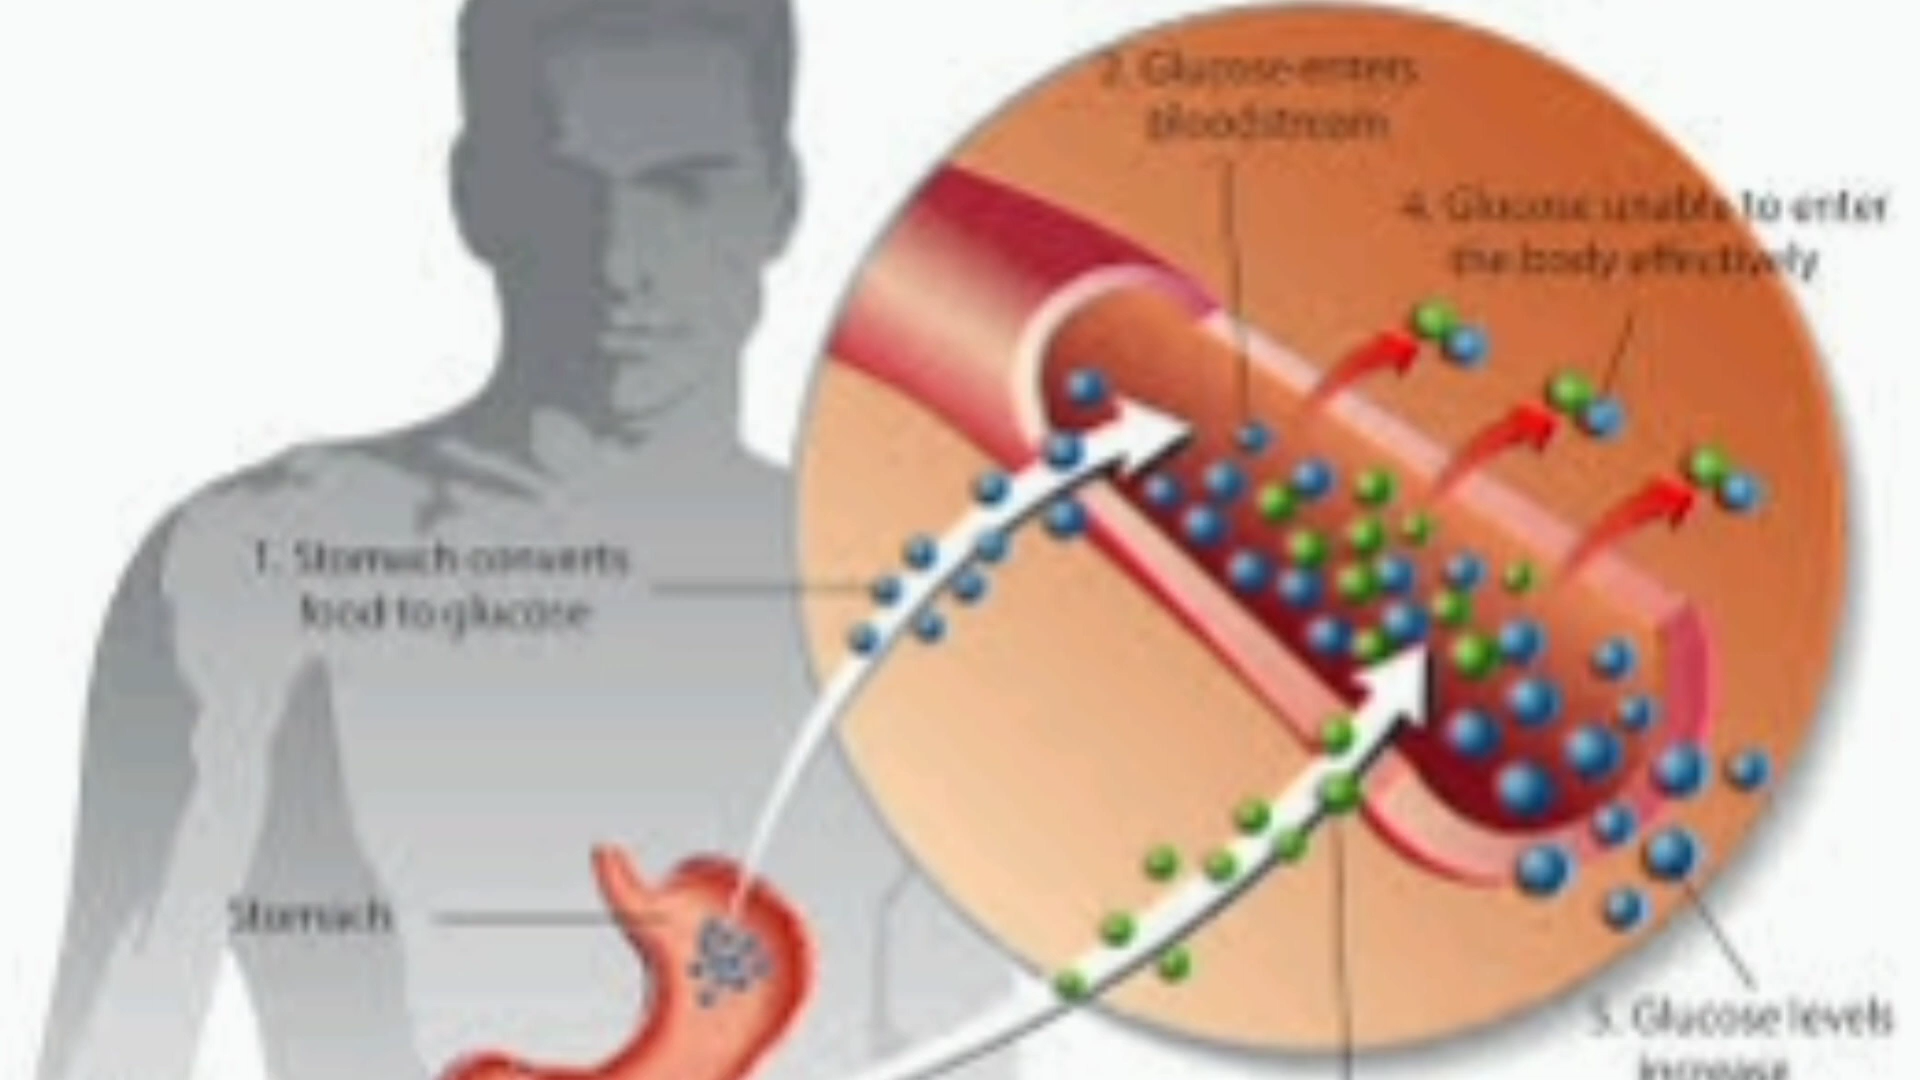 2. Glucose enters
bloodstream
4. Glucose unable to enter
the body effectively
1. Stomach converts
food to glucose
Stomach
5. Glucose levels
increase